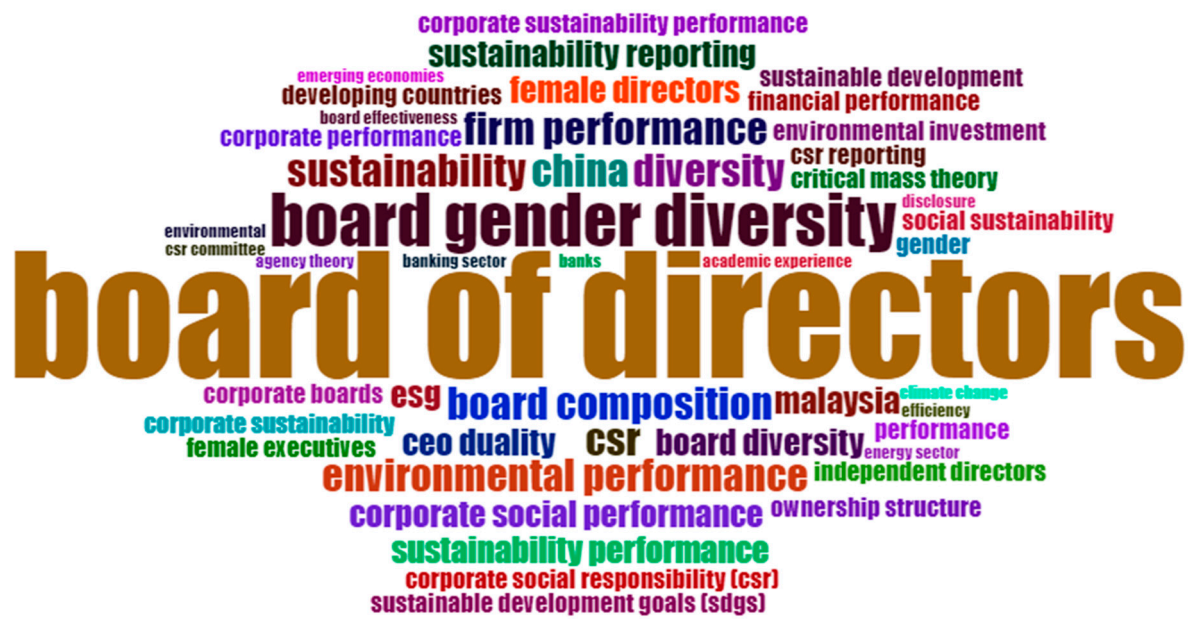 corporate sustainability performance
sustainability reporting
emerging economies
sustainable development
developing countries
female directors
financial performance
board effectiveness
corporate performance
firm performance
environmental investment
sustainability
china
diversity
csr reporting
critical mass theory
board gender diversity
disclosure
social sustainability
environmental
csr committee
gender
agency theory
banking sector
banks
academic experience
board of directors
corporate boards
esg
board composition
malaysia
climate change
efficiency
corporate sustainability
female executives
ceo duality
csr
board diversity
performance
energy sector
environmental performance
independent directors
corporate social performance
ownership structure
sustainability performance
corporate social responsibility (csr)
sustainable development goals (sdgs)